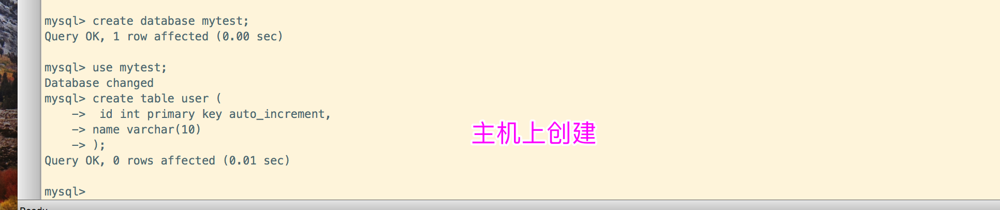 mysql> create database mytest;
Query OK, 1 row affected (0.00 sec)
mysql> use mytest;
Database changed
mysql> create table user (
    ->  id int primary key auto_increment,
    -> name varchar(10)
    -> );
主机上创建
Query OK, 0 rows affected (0.01 sec)
mysql>
Ready